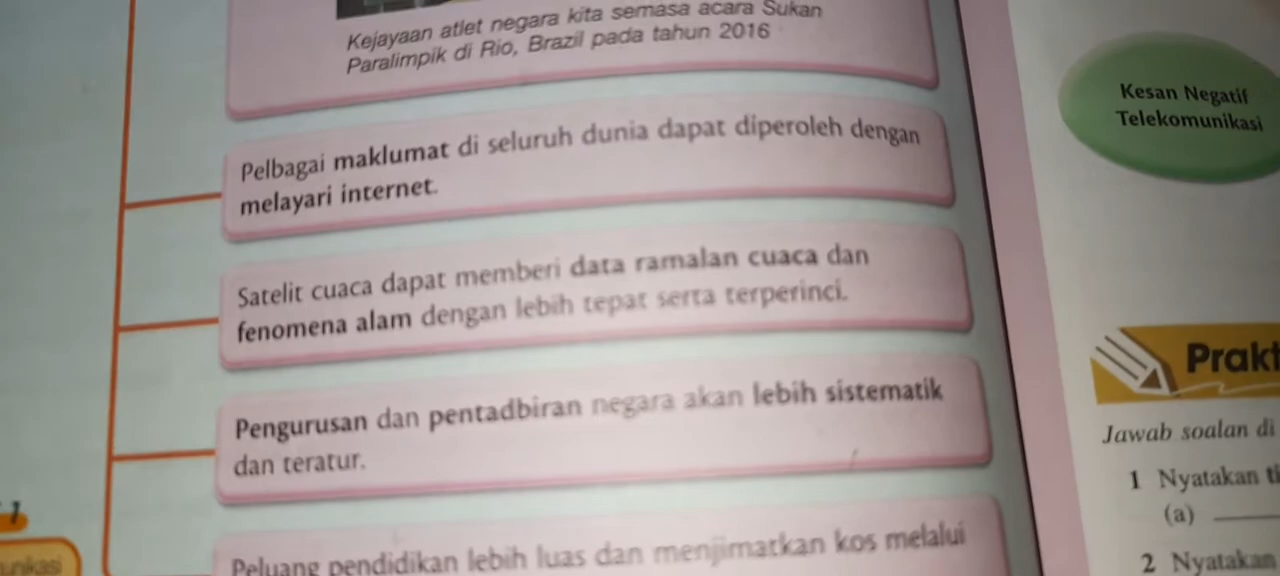 Kejayaan atlet negara kita semasa acara Sukan
Paralimpik di Rio, Brazil pada tahun 2016
Pelbagai maklumat di seluruh dunia dapat diperoleh dengan
melayari internet.
Satelit cuaca dapat memberi data ramalan cuaca dan
fenomena alam dengan lebih tepat serta terperinci.
Pengurusan dan pentadbiran negara akan lebih sistematik
dan teratur.
Peluang pendidikan lebih luas dan menjimatkan kos melalui
Kesan Negatif
Telekomunikasi
Jawab soalan di
1 Nyatakan
(a)
2 Nyatakan